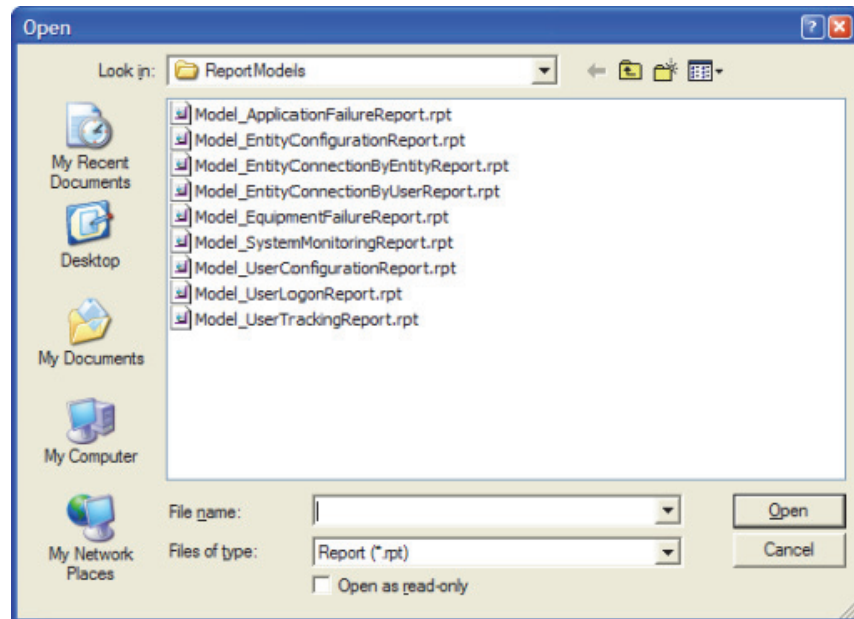 Open
Look in: ReportModels
Model_ApplicationFailureReport.rpt
Model_EntityConfigurationReport.rpt
Model_EntityConnectionByEntityReport.rpt
Model_EntityConnectionByUserReport.rpt
Model_EquipmentFailureReport.rpt
Model_SystemMonitoringReport.rpt
Model_UserConfigurationReport.rpt
Model_UserLogonReport.rpt
Model_UserTrackingReport.rpt
My Recent
Documents
Desktop
My Documents
My Computer
My Network
Places
File name:
Open
Files of type: Report (*.rpt)
Cancel
Open as read-only